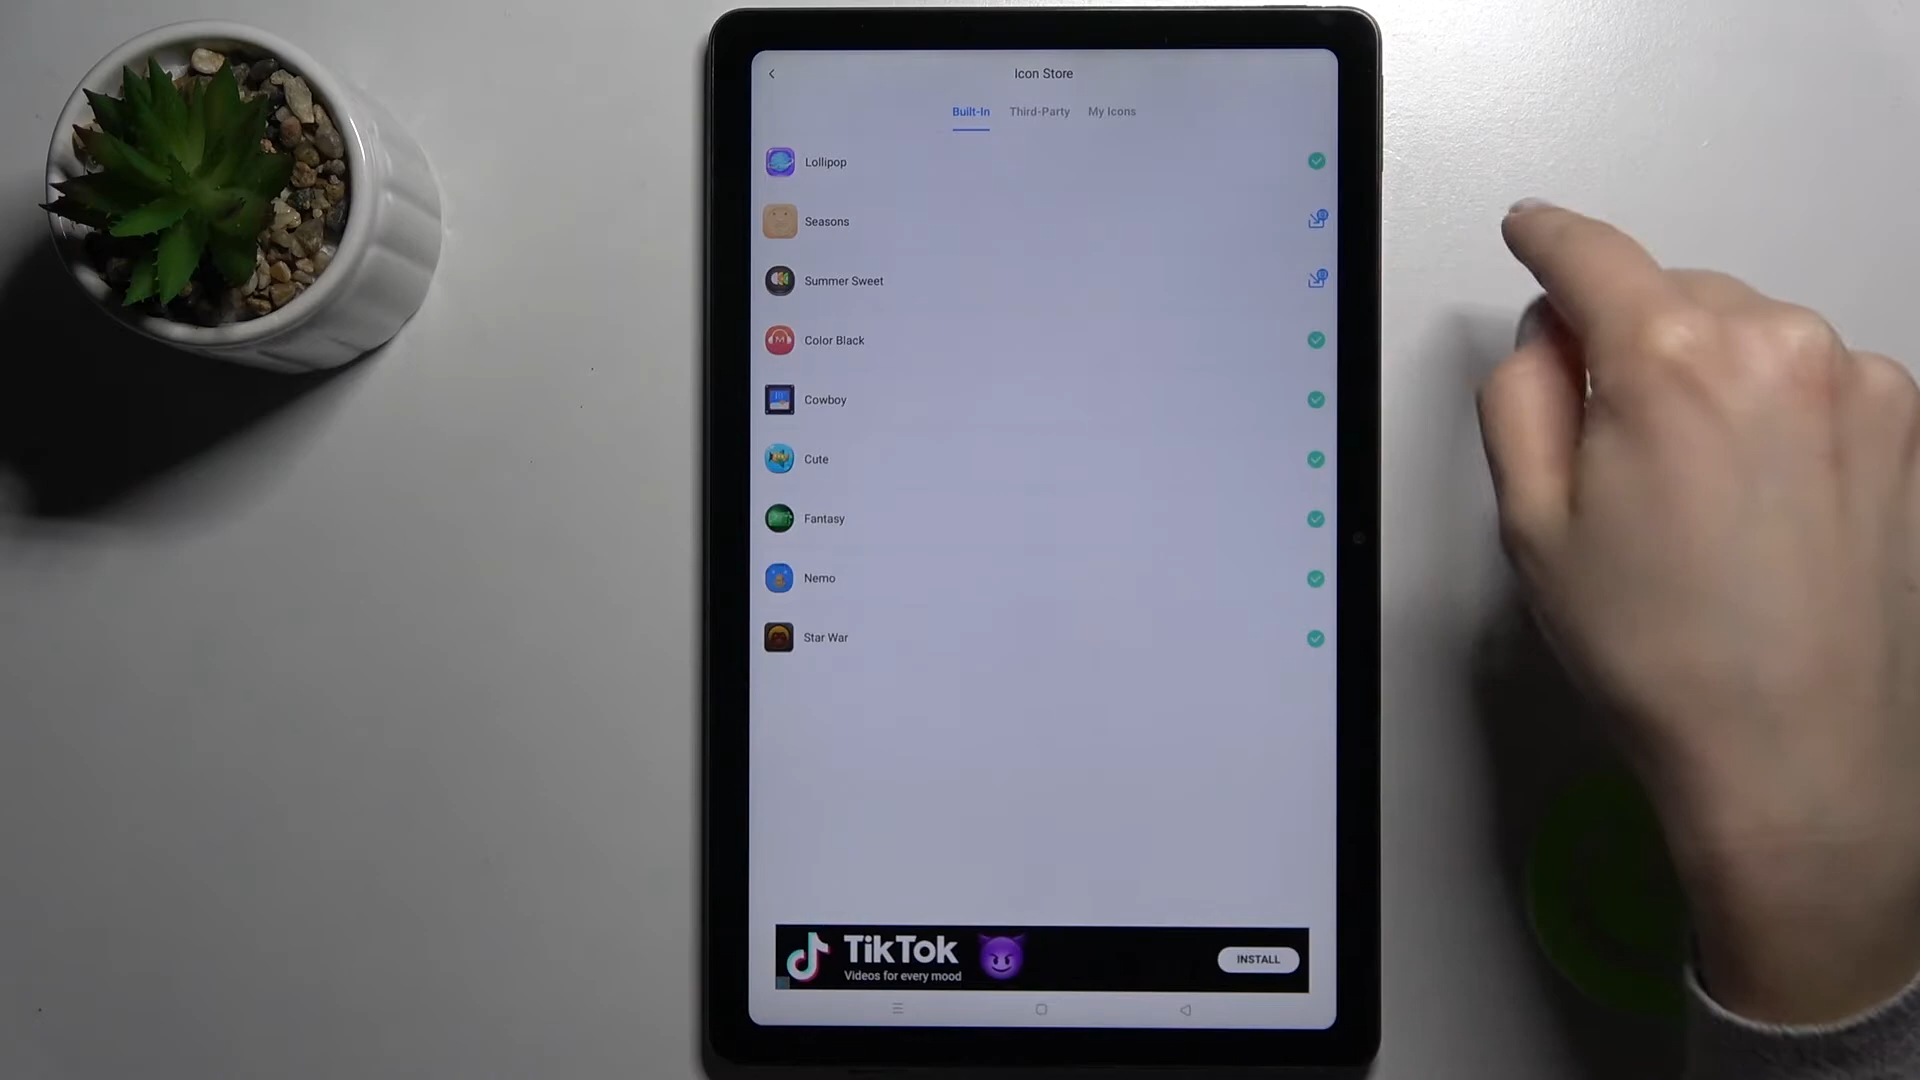 Icon Store
Built-In Third-Party My Icons
Lollipop
Seasons
Summer Sweet
Color Black
Cowboy
Cute
Fantasy
Nemo
Star War
TikTok
Videos for every mood
INSTALL